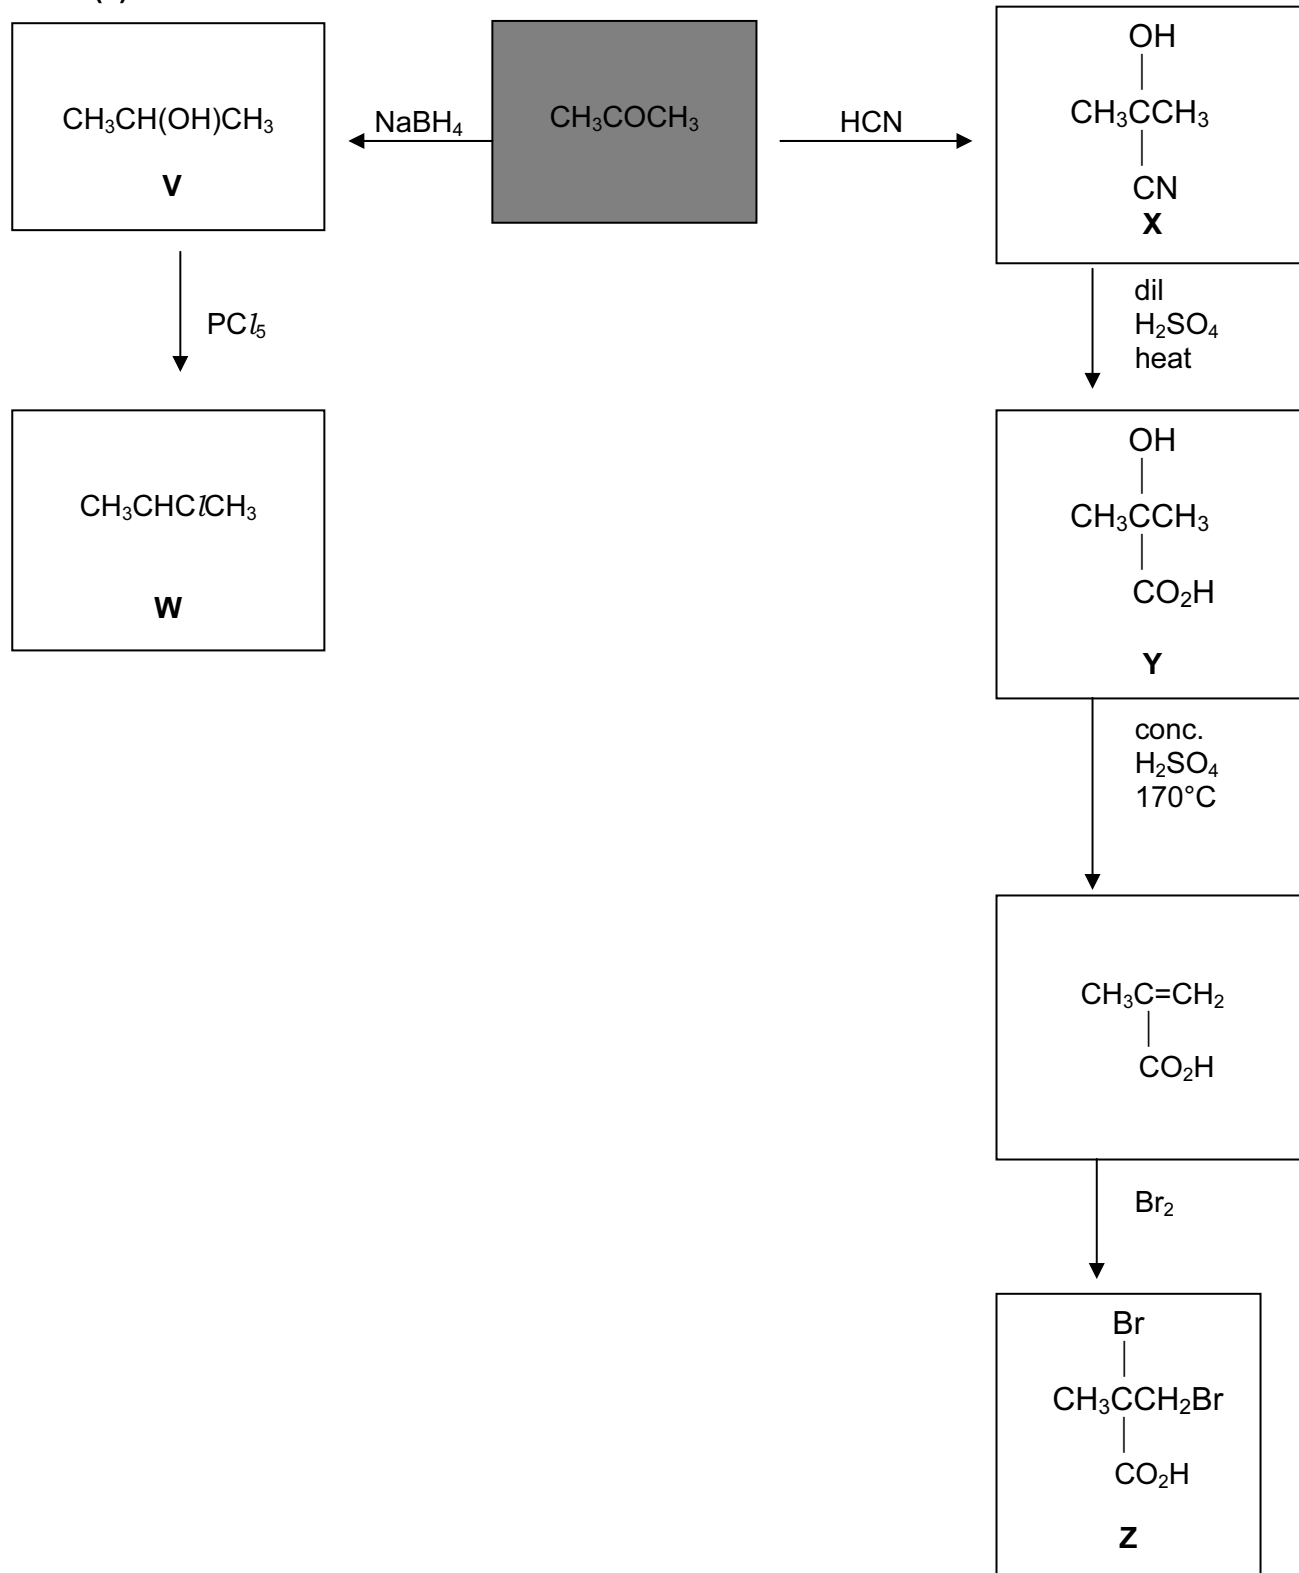 CH₃CH(OH)CH₃
V
NaBH₄
CH₃COCH₃
HCN
OH
CH₃CCH₃
CN
X
PCl₅
dil
H₂SO₄
heat
CH₃CHClCH₃
W
OH
CH₃CCH₃
CO₂H
Y
conc.
H₂SO₄
170°C
CH₃C=CH₂
CO₂H
Br₂
Br
CH₃CCH₂Br
CO₂H
Z